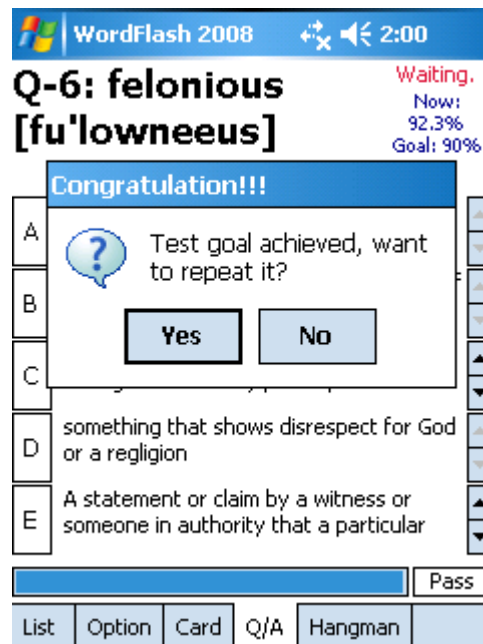 WordFlash 2008 2:00
Q-6: felonious
[fu'lowneeus]
Waiting.
Now:
92.3%
Goal: 90%
Congratulation!!!
Test goal achieved, want
to repeat it?
Yes No
A
B
C
D
something that shows disrespect for God
or a regligion
E
A statement or claim by a witness or
someone in authority that a particular
Pass
List Option Card Q/A Hangman